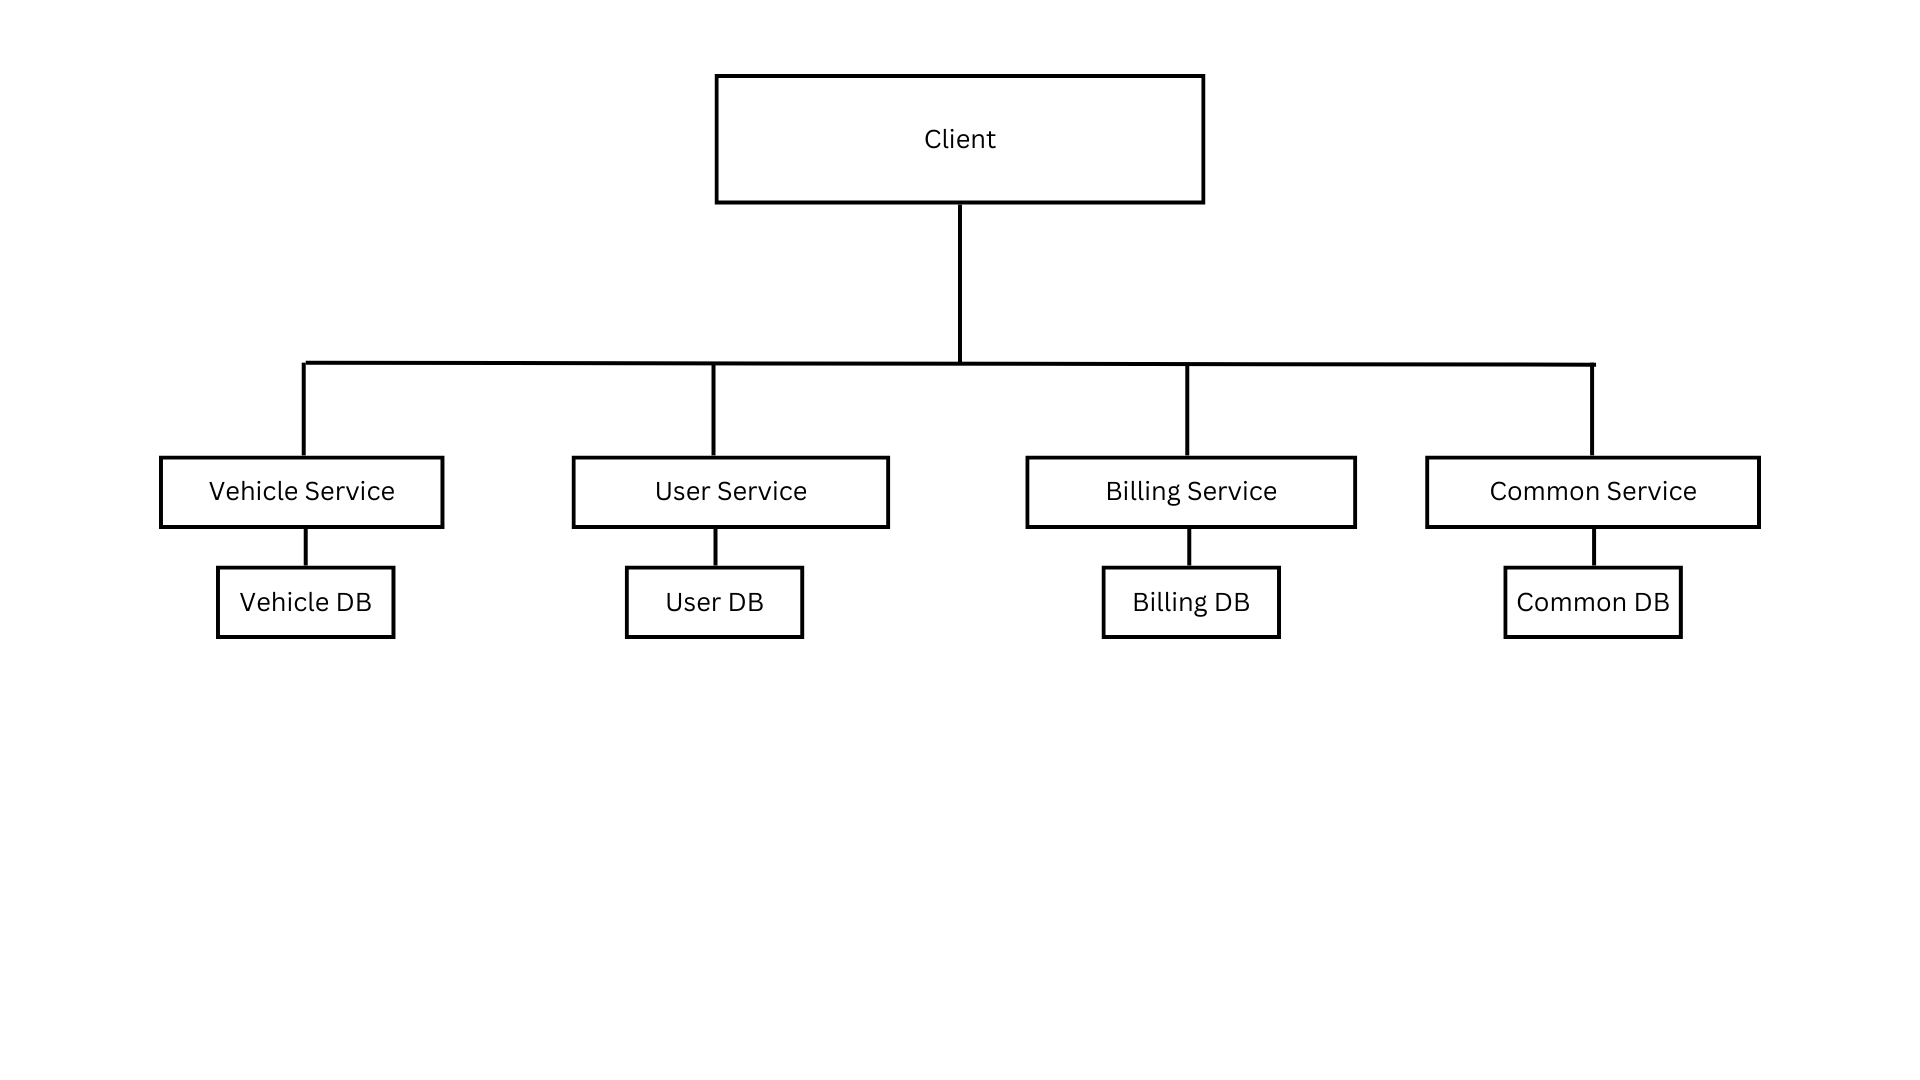 Client
Vehicle Service
User Service
Billing Service
Common Service
Vehicle DB
User DB
Billing DB
Common DB